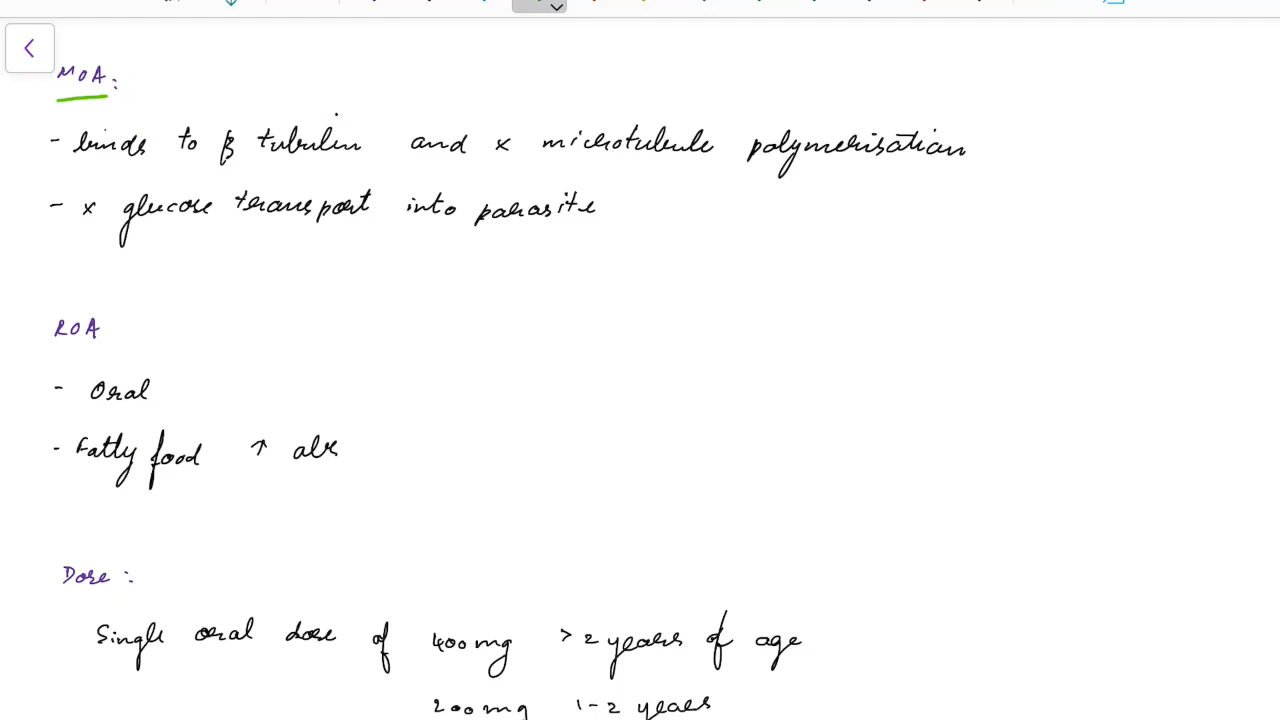 MOA:
- binds to β tubulin and x microtubule polymerisation
- x glucose transport into parasite
ROA
- Oral
- Fatty food ↑ abs
Dose :
Single oral dose of 400mg > 2 years of age
200mg 1-2 years